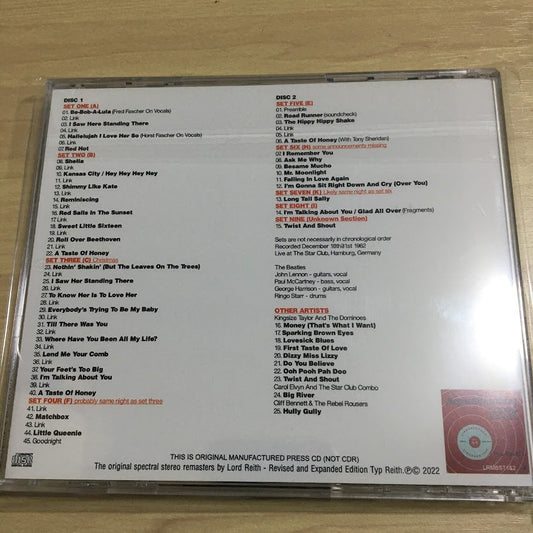 DISC 1
SET ONE (A)
01. Be-Bob-A-Lula (Fred Fascher On Vocals)
02. Link
03. I Saw Hera Standing There
04. Link
05. Hallelujah I Love Her So (Horst Fascher On Vocals)
06. Link
07. Red Hot
SET TWO (B)
08. Sheila
09. Link
10. Kansas City / Hey Hey Hey Hey
11. Link
12. Shimmy Like Kate
13. Link
14. Reminiscing
15. Link
16. Red Sails In The Sunset
17. Link
18. Sweet Little Sixteen
19. Link
20. Roll Over Beethoven
21. Link
22. A Taste Of Honey
SET THREE (C) Christmas
23. Nothin' Shakin' (But The Leaves On The Trees)
24. Link
25. I Saw Her Standing There
26. Link
27. To Know Her Is To Love Her
28. Link
29. Everybody's Trying To Be My Baby
30. Link
31. Till There Was You
32. Link
33. Where Have You Been All My Life?
34. Link
35. Lend Me Your Comb
36. Link
37. Your Feet's Too Big
38. I'm Talking About You
39. Link
40. A Taste Of Honey
SET FOUR (F) probably same night as set three
41. Link
42. Matchbox
43. Link
44. Little Queenie
45. Goodnight
DISC 2
SET FIVE (E)
01. Preamble
02. Road Runner (soundcheck)
03. The Hippy Hippy Shake
04. Link
05. Link
06. A Taste Of Honey (With Tony Sheridan)
SET SIX (H) some announcements missing
07. I Remember You
08. Ask Me Why
09. Besame Mucho
10. Mr. Moonlight
11. Falling In Love Again
12. I'm Gonna Sit Right Down And Cry (Over You)
SET SEVEN (K) Likely same night as set six
13. Long Tall Sally
SET EIGHT (I)
14. I'm Talking About You / Glad All Over (Fragments)
SET NINE (Unknown Section)
15. Twist And Shout
Sets are not necessarily in chronological order
Recorded December 18th/31st 1962
Live at The Star Club, Hamburg, Germany
The Beatles
John Lennon - guitars, vocal
Paul McCartney - bass, vocal
George Harrison - guitars, vocal
Ringo Starr - drums
OTHER ARTISTS
Kingsize Taylor And The Dominoes
16. Money (That's What I Want)
17. Sparking Brown Eyes
18. Lovesick Blues
19. First Taste Of Love
20. Dizzy Miss Lizzy
21. Do You Believe
22. Ooh Pooh Pah Doo
23. Twist And Shout
Carol Elvyn And The Star Club Combo
24. Big River
Cliff Bennett & The Rebel Rousers
25. Hully Gully
THIS IS ORIGINAL MANUFACTURED PRESS CD (NOT CDR)
The original spectral stereo remasters by Lord Reith - Revised and Expanded Edition Typ Reith.Ⓟ© 2022